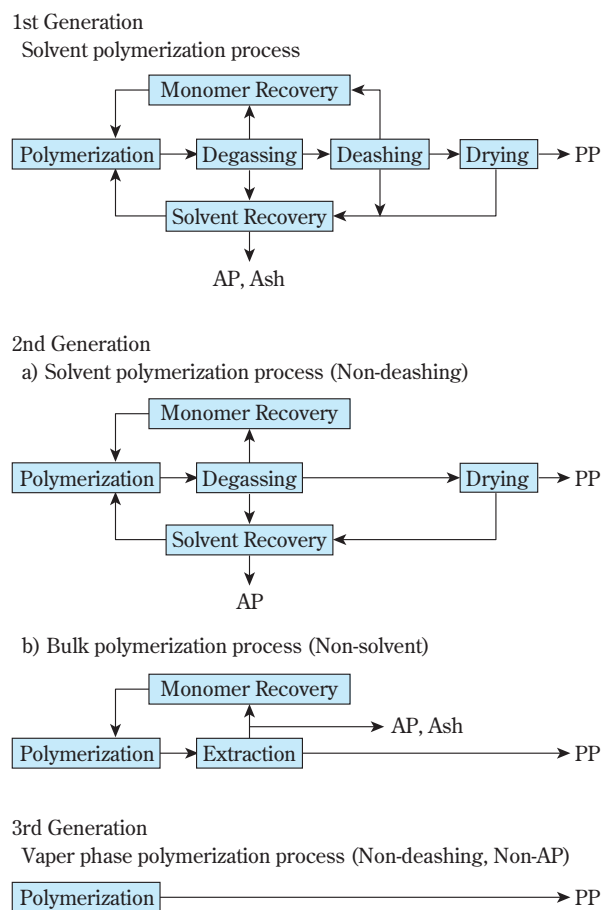 1st Generation
Solvent polymerization process
Monomer Recovery
Polymerization
Degassing
Deashing
Drying
PP
Solvent Recovery
AP, Ash
2nd Generation
a) Solvent polymerization process (Non-deashing)
Monomer Recovery
Polymerization
Degassing
Drying
PP
Solvent Recovery
AP
b) Bulk polymerization process (Non-solvent)
Monomer Recovery
AP, Ash
Polymerization
Extraction
PP
3rd Generation
Vaper phase polymerization process (Non-deashing, Non-AP)
Polymerization
PP